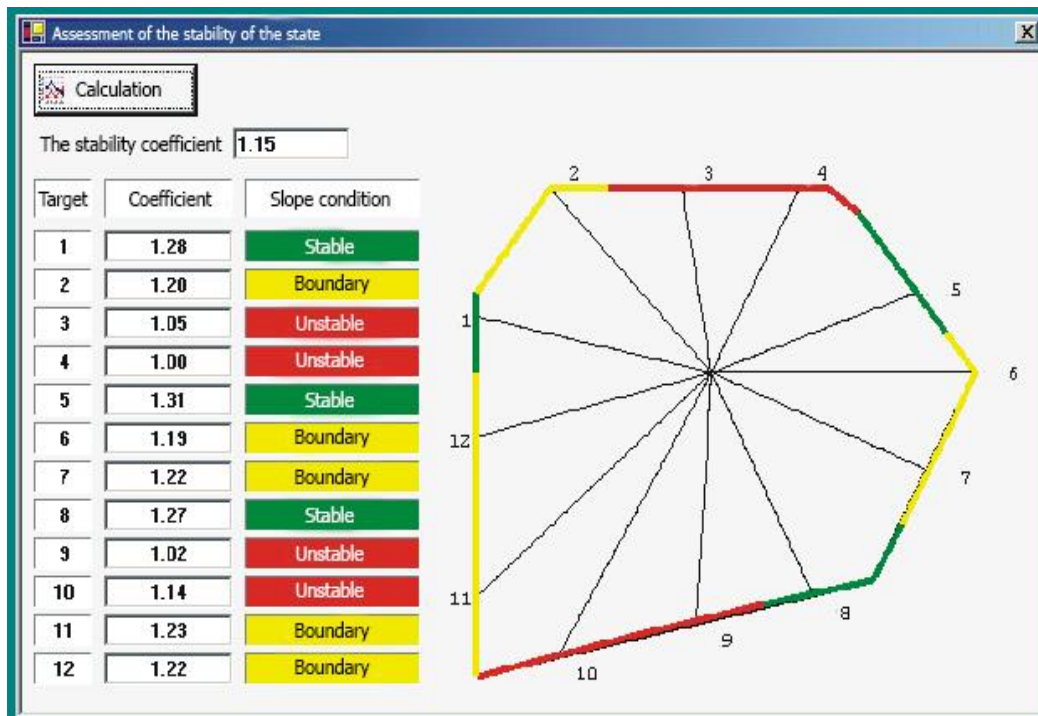 Assessment of the stability of the state
Calculation
The stability coefficient 1.15
Target Coefficient Slope condition
1 1.28 Stable
2 1.20 Boundary
3 1.05 Unstable
4 1.00 Unstable
5 1.31 Stable
6 1.19 Boundary
7 1.22 Boundary
8 1.27 Stable
9 1.02 Unstable
10 1.14 Unstable
11 1.23 Boundary
12 1.22 Boundary
2 3 4
5
1
6
12
7
11
8
9
10